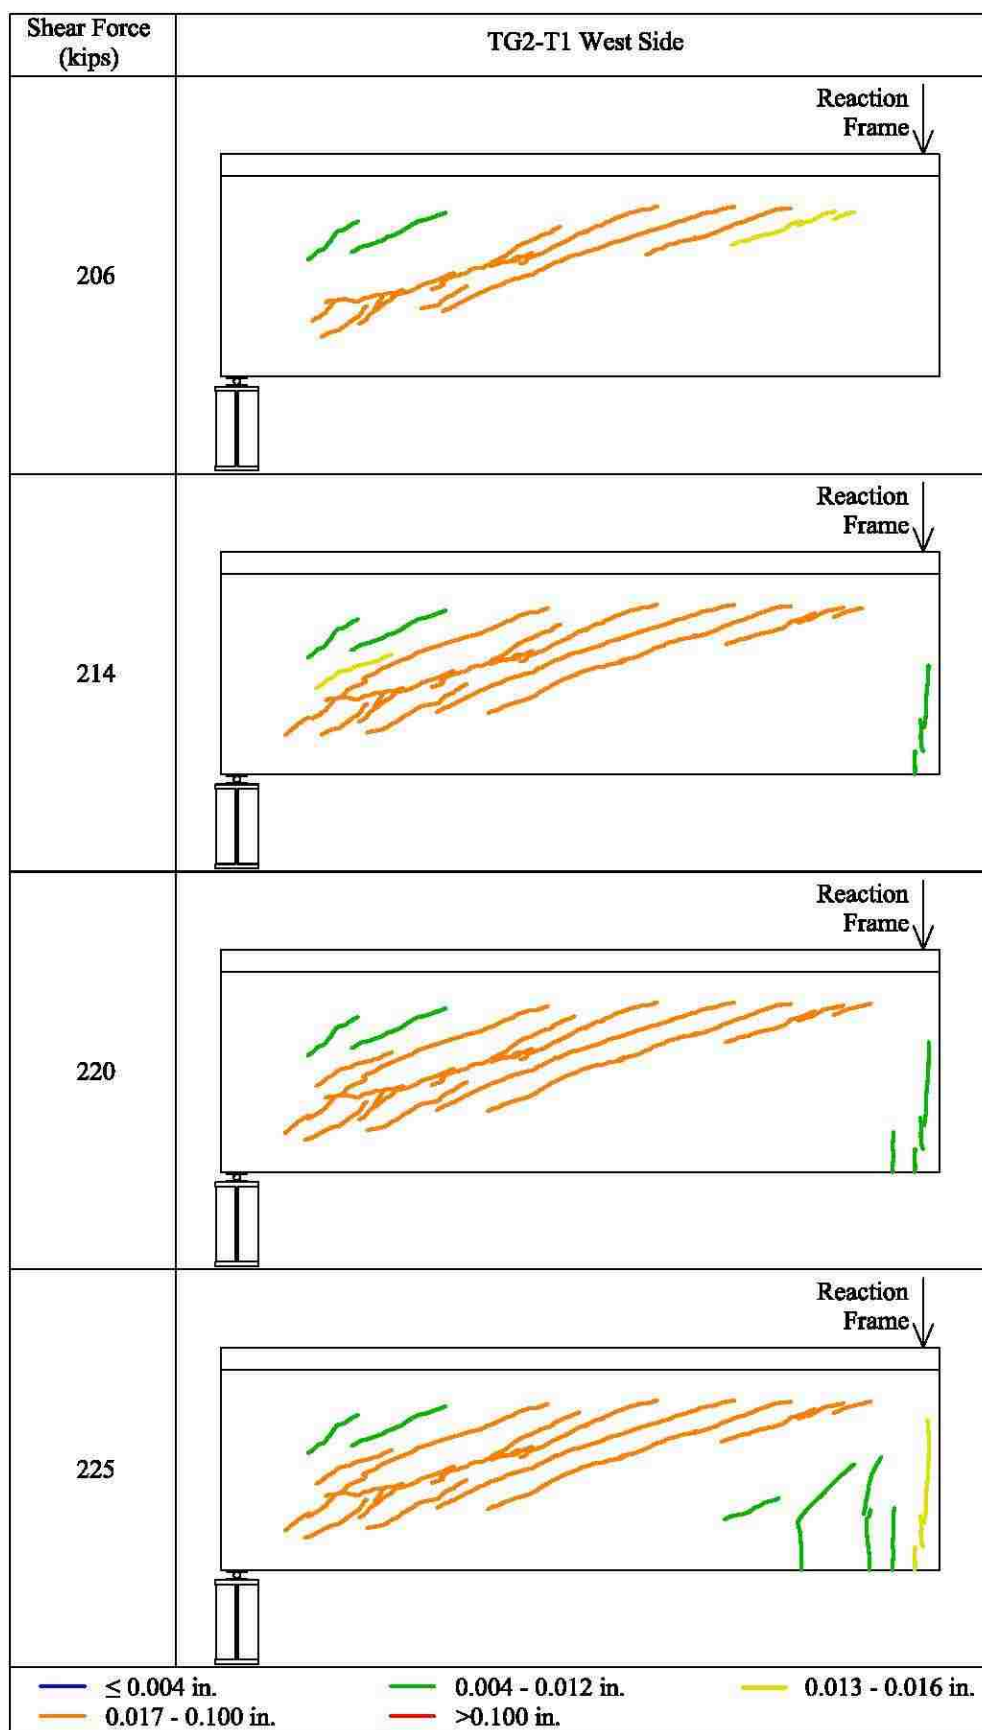 Shear Force
(kips)
TG2-T1 West Side
Reaction
Frame
206
Reaction
Frame
214
Reaction
Frame
220
Reaction
Frame
225
≤ 0.004 in.
0.004 - 0.012 in.
0.013 - 0.016 in.
0.017 - 0.100 in.
>0.100 in.